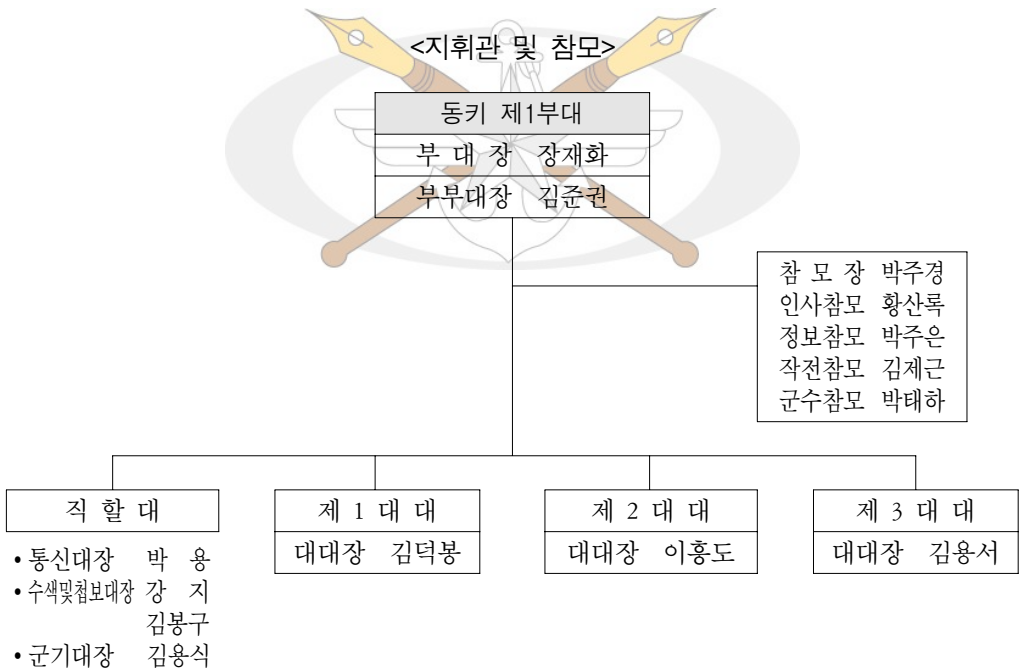 <지휘관 및 참모>
동키 제1부대
부 대 장 장재화
부부대장 김준권
참 모 장 박주경
인사참모 황산록
정보참모 박주은
작전참모 김제근
군수참모 박태하
직 할 대
• 통신대장 박 용
• 수색및첩보대장 강 지
김봉구
• 군기대장 김용식
제 1 대 대
대대장 김덕봉
제 2 대 대
대대장 이흥도
제 3 대 대
대대장 김용서